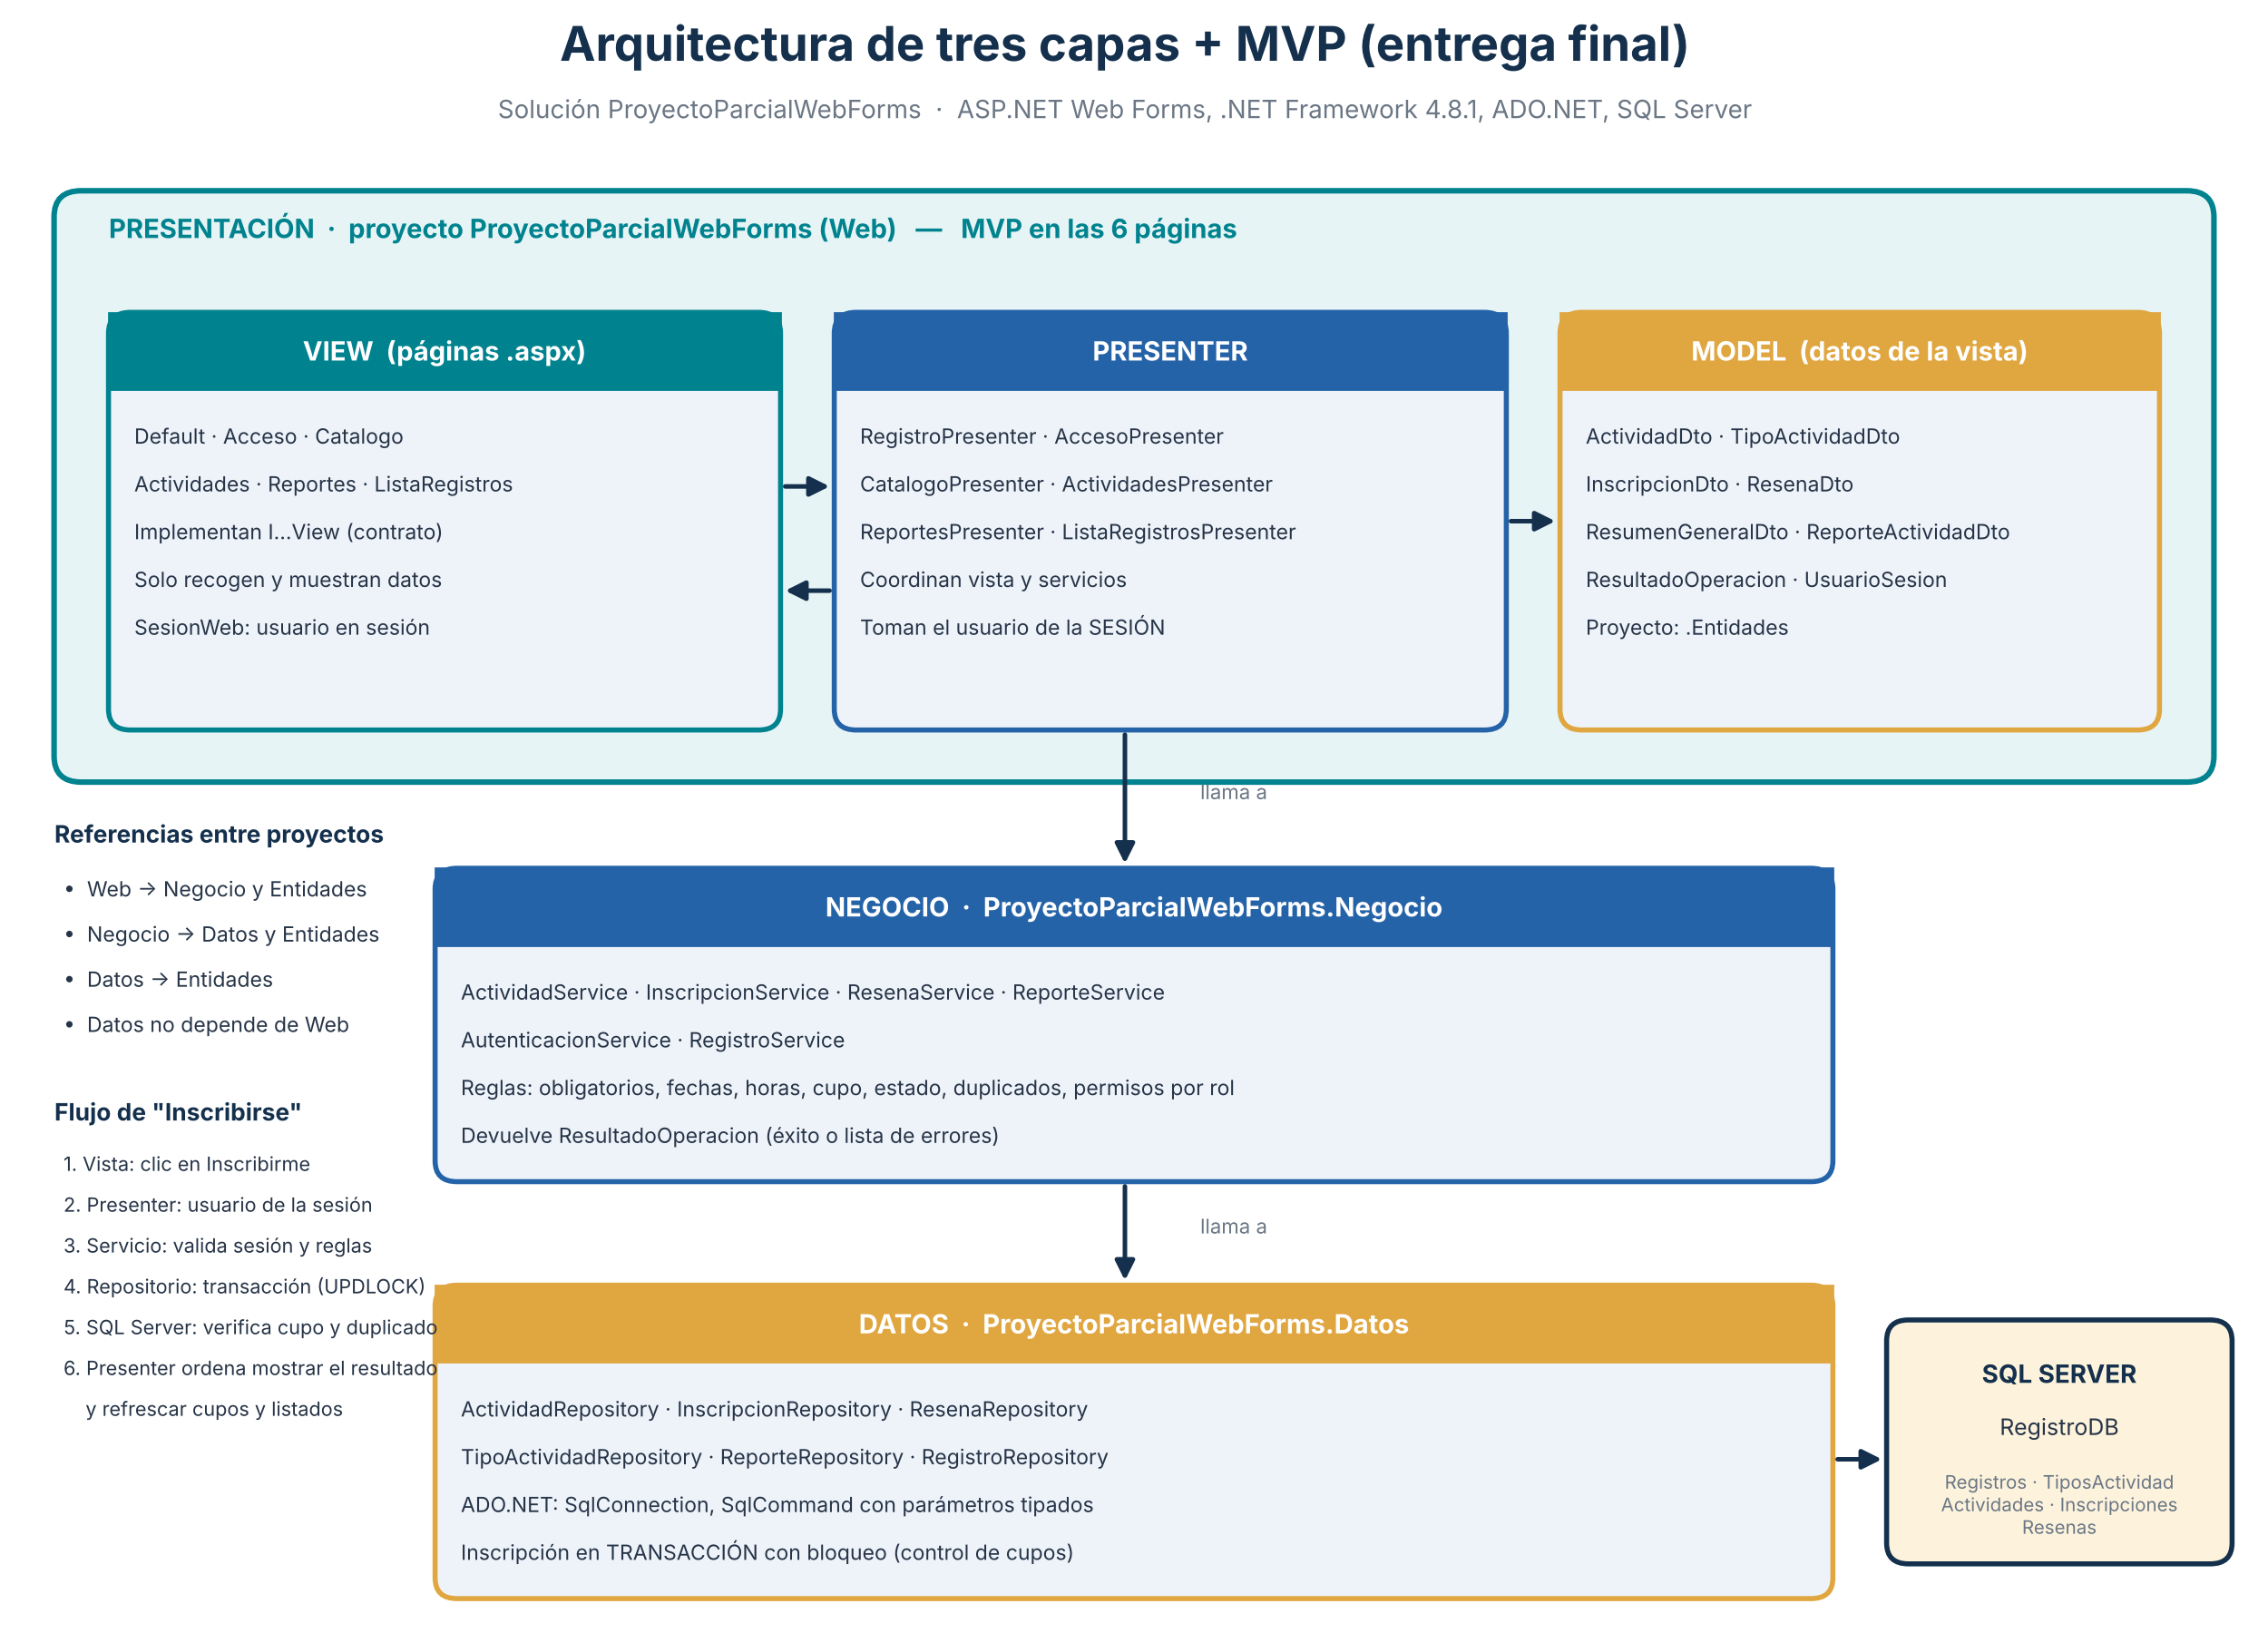 Arquitectura de tres capas + MVP (entrega final)
Solución ProyectoParcialWebForms · ASP.NET Web Forms, .NET Framework 4.8.1, ADO.NET, SQL Server
PRESENTACIÓN · proyecto ProyectoParcialWebForms (Web) — MVP en las 6 páginas
VIEW (páginas .aspx)
Default · Acceso · Catalogo
Actividades · Reportes · ListaRegistros
Implementan I...View (contrato)
Solo recogen y muestran datos
SesionWeb: usuario en sesión
PRESENTER
RegistroPresenter · AccesoPresenter
CatalogoPresenter · ActividadesPresenter
ReportesPresenter · ListaRegistrosPresenter
Coordinan vista y servicios
Toman el usuario de la SESIÓN
MODEL (datos de la vista)
ActividadDto · TipoActividadDto
InscripcionDto · ResenaDto
ResumenGeneralDto · ReporteActividadDto
ResultadoOperacion · UsuarioSesion
Proyecto: .Entidades
llama a
Referencias entre proyectos
• Web → Negocio y Entidades
• Negocio → Datos y Entidades
• Datos → Entidades
• Datos no depende de Web
Flujo de "Inscribirse"
1. Vista: clic en Inscribirme
2. Presenter: usuario de la sesión
3. Servicio: valida sesión y reglas
4. Repositorio: transacción (UPDLOCK)
5. SQL Server: verifica cupo y duplicado
6. Presenter ordena mostrar el resultado
y refrescar cupos y listados
NEGOCIO · ProyectoParcialWebForms.Negocio
ActividadService · InscripcionService · ResenaService · ReporteService
AutenticacionService · RegistroService
Reglas: obligatorios, fechas, horas, cupo, estado, duplicados, permisos por rol
Devuelve ResultadoOperacion (éxito o lista de errores)
llama a
DATOS · ProyectoParcialWebForms.Datos
ActividadRepository · InscripcionRepository · ResenaRepository
TipoActividadRepository · ReporteRepository · RegistroRepository
ADO.NET: SqlConnection, SqlCommand con parámetros tipados
Inscripción en TRANSACCIÓN con bloqueo (control de cupos)
SQL SERVER
RegistroDB
Registros · TiposActividad
Actividades · Inscripciones
Resenas